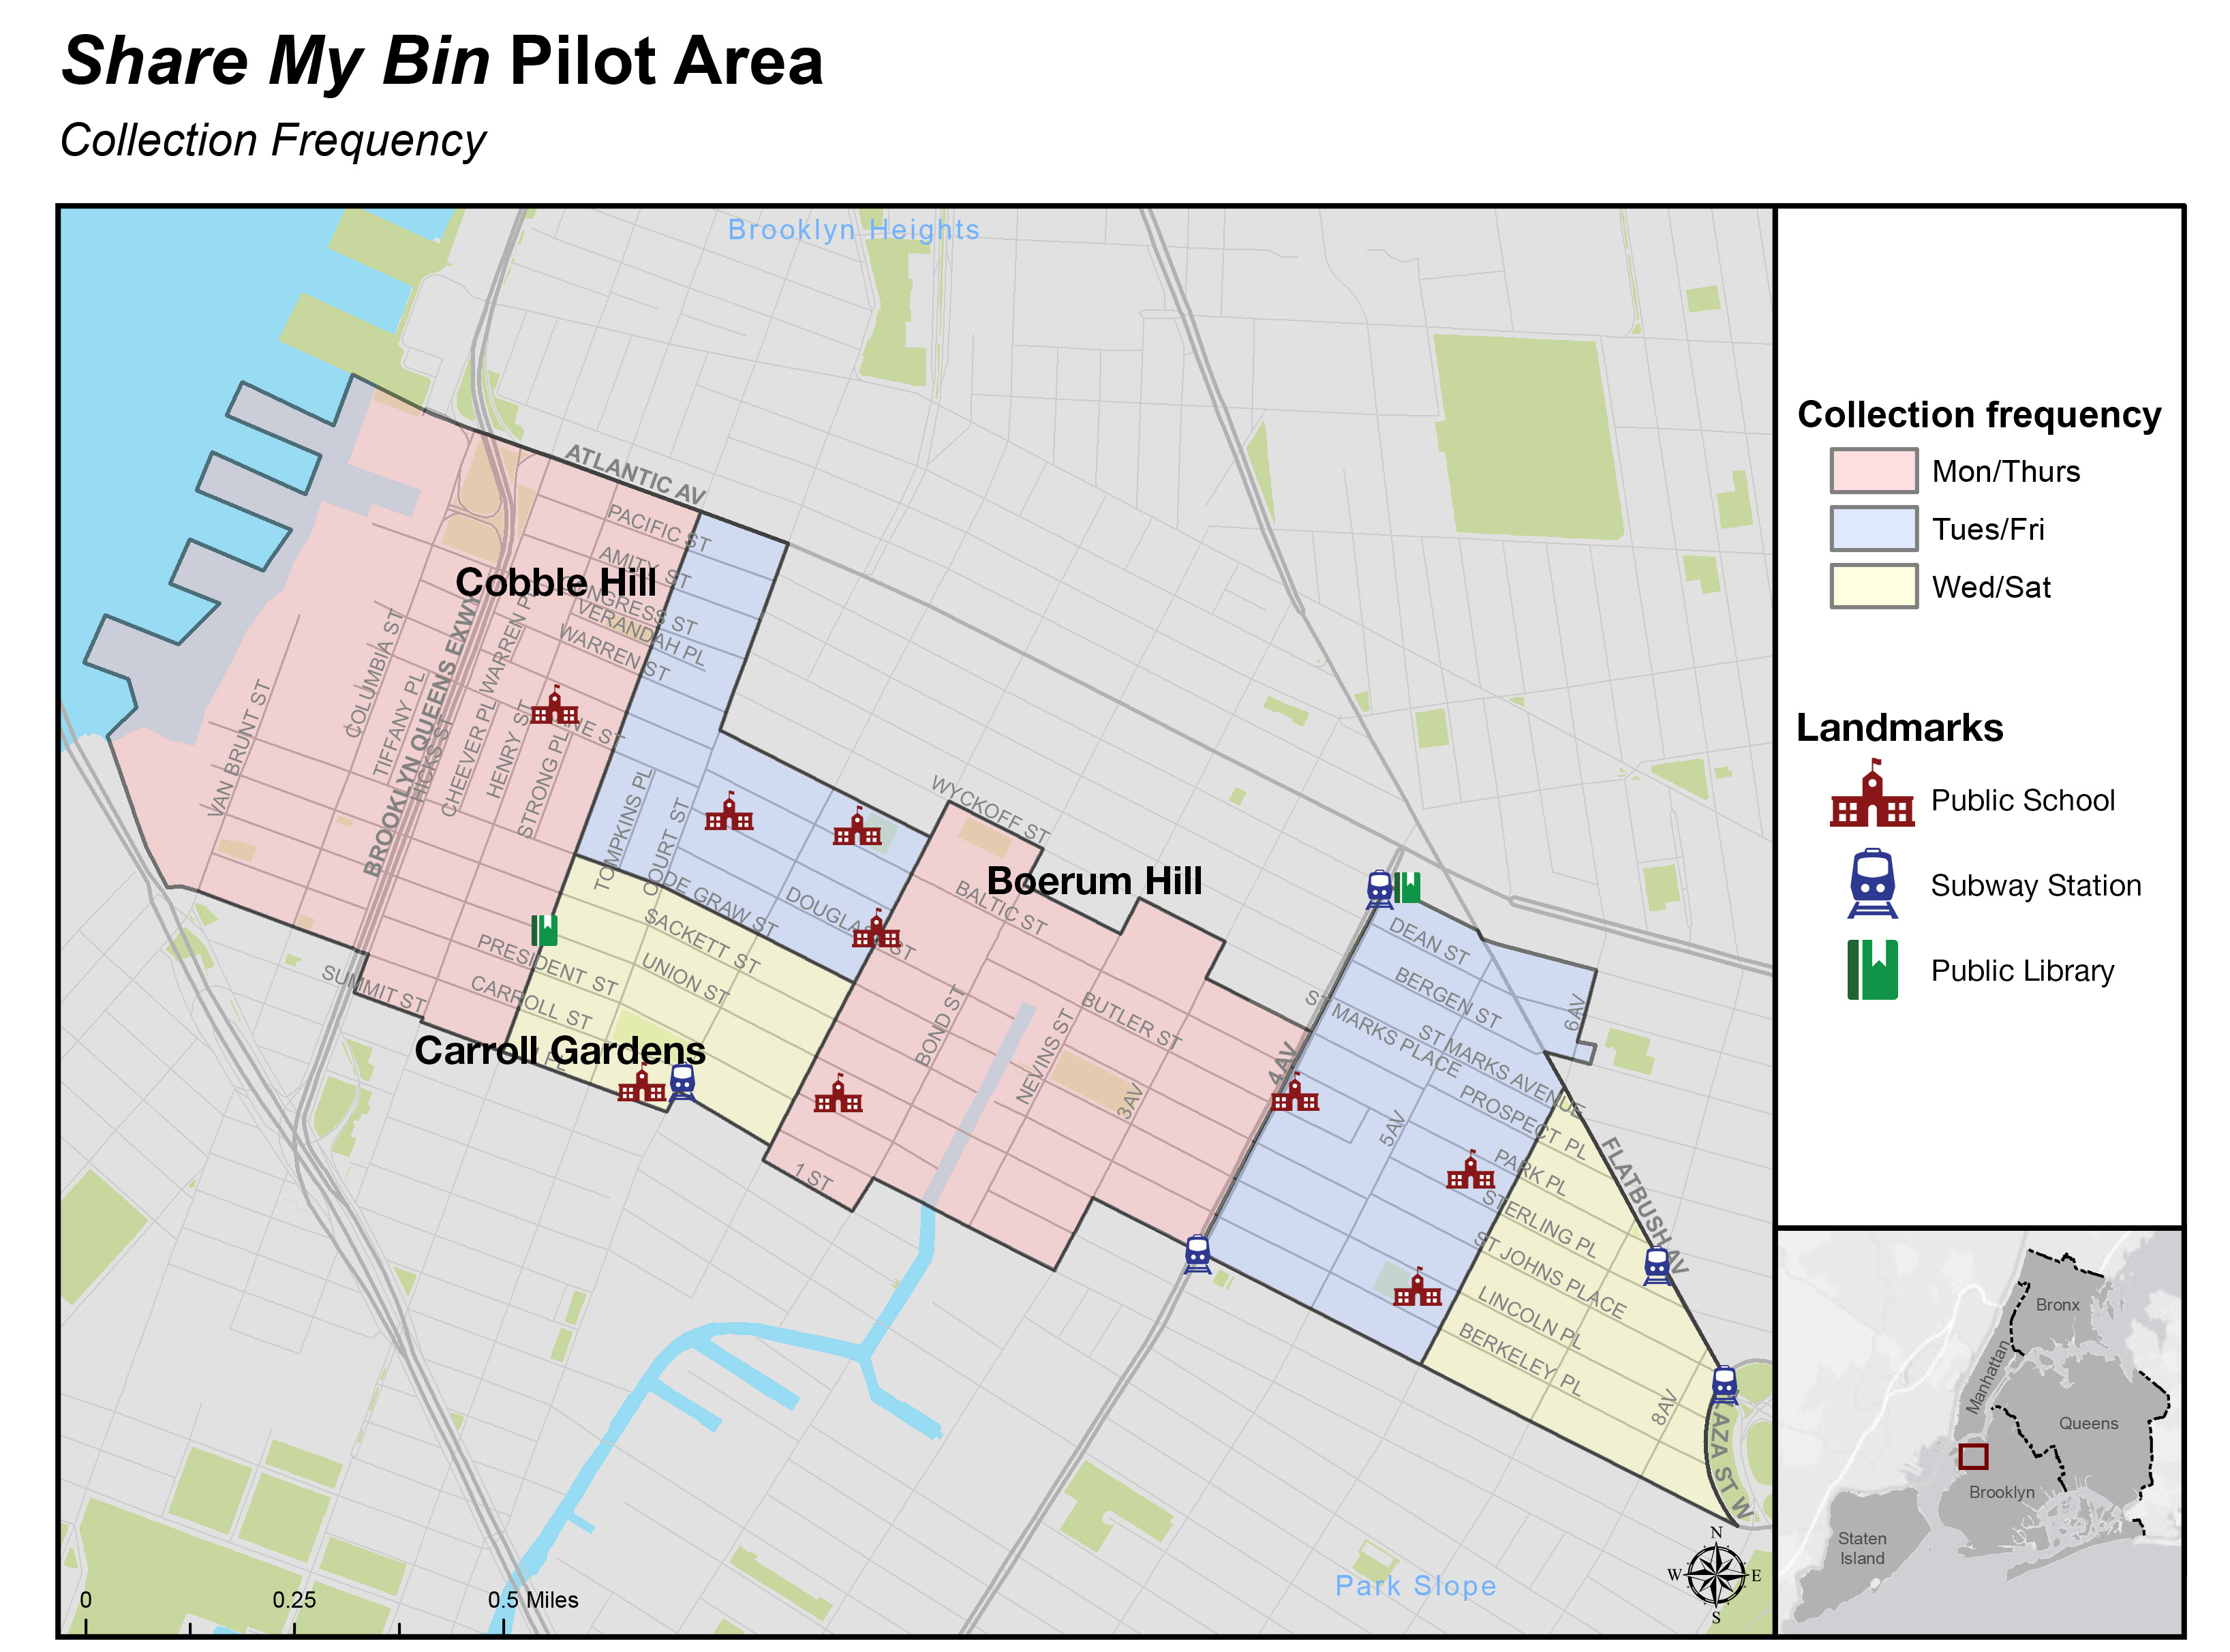 Share My Bin Pilot Area
Collection Frequency
Brooklyn Heights
ATLANTIC AV
PACIFIC ST
AMITY ST
Cobble Hill
VERANDAH PL
WARREN ST
WARREN PL
COLUMBIA ST
TIFFANY PL
BROOKLYN QUEENS EXWY
HICKS ST
CHEEVER PL
HENRY ST
STRONG PL
VAN BRUNT ST
TOMPKINS PL
COURT ST
DE GRAW ST
DOUGLASS ST
WYCKOFF ST
Boerum Hill
BALTIC ST
SACKETT ST
UNION ST
PRESIDENT ST
CARROLL ST
SUMMIT ST
Carroll Gardens
BOND ST
NEVINS ST
BUTLER ST
3AV
1 ST
4AV
DEAN ST
BERGEN ST
6AV
ST MARKS PLACE
ST MARKS AVENUE
PROSPECT PL
5AV
PARK PL
STERLING PL
ST JOHNS PLACE
LINCOLN PL
BERKELEY PL
FLATBUSH AV
8AV
AZA ST W
Park Slope
0 0.25 0.5 Miles
N
W E
S
Collection frequency
Mon/Thurs
Tues/Fri
Wed/Sat
Landmarks
Public School
Subway Station
Public Library
Bronx
Manhattan
Queens
Brooklyn
Staten
Island